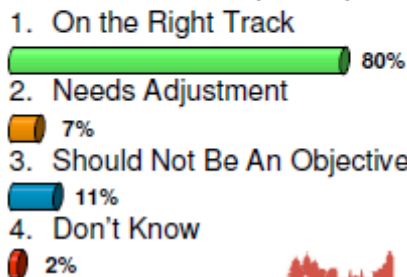 1. On the Right Track
80%
2. Needs Adjustment
7%
3. Should Not Be An Objective
11%
4. Don't Know
2%